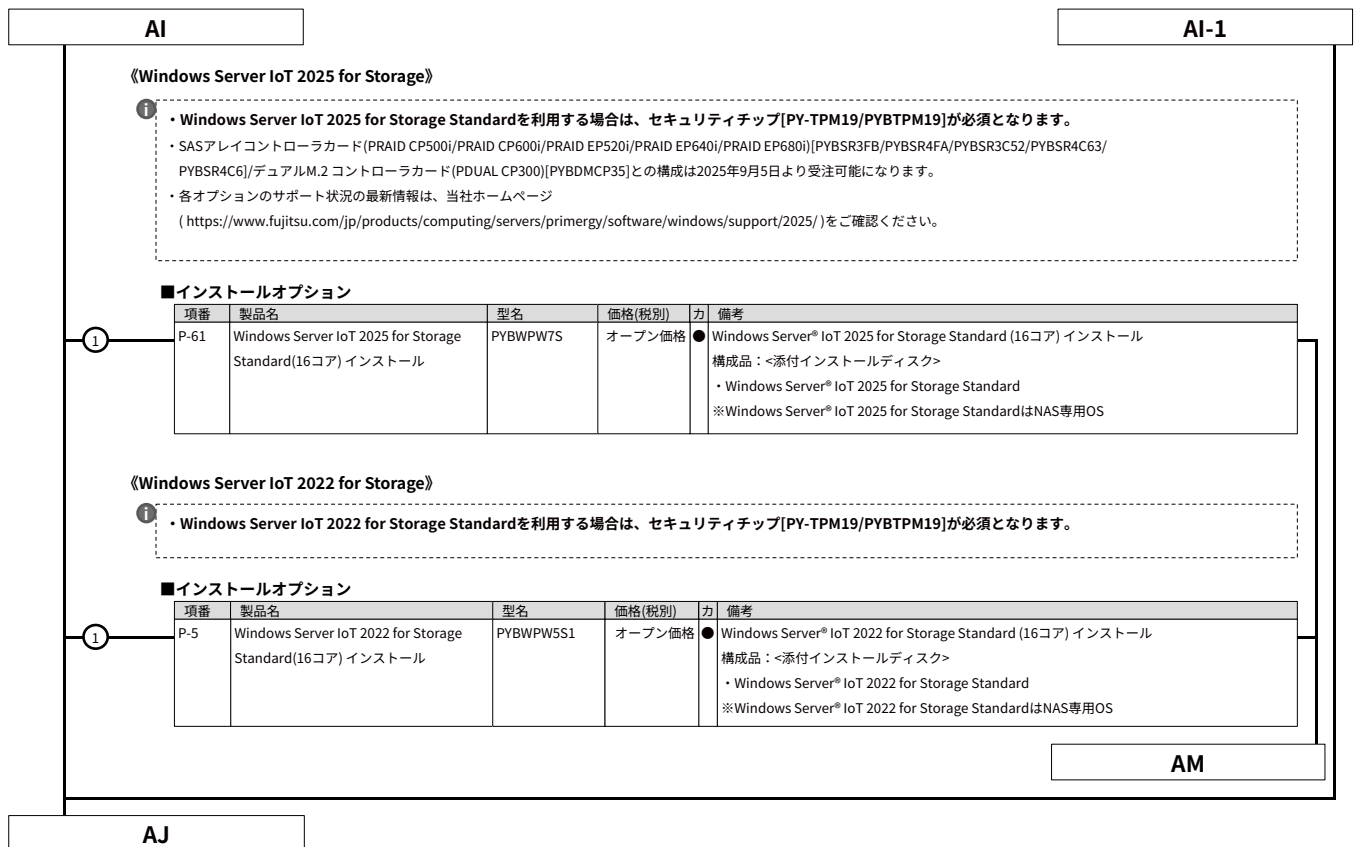 AI
AI-1
《Windows Server IoT 2025 for Storage》
i
・Windows Server IoT 2025 for Storage Standardを利用する場合は、セキュリティチップ[PY-TPM19/PYBTPM19]が必須となります。
・SASアレイコントローラカード(PRAID CP500i/PRAID CP600i/PRAID EP520i/PRAID EP640i/PRAID EP680i)[PYBSR3FB/PYBSR4FA/PYBSR3C52/PYBSR4C63/
PYBSR4C6]/デュアルM.2 コントローラカード(PDUAL CP300)[PYBDMCP35]との構成は2025年9月5日より受注可能になります。
・各オプションのサポート状況の最新情報は、当社ホームページ
( https://www.fujitsu.com/jp/products/computing/servers/primergy/software/windows/support/2025/ )をご確認ください。
■インストールオプション
項番 製品名 型名 価格(税別) カ 備考
1
P-61 Windows Server IoT 2025 for Storage PYBWPW7S オープン価格 ● Windows Server® IoT 2025 for Storage Standard (16コア) インストール
Standard(16コア) インストール 構成品:<添付インストールディスク>
・Windows Server® IoT 2025 for Storage Standard
※Windows Server® IoT 2025 for Storage StandardはNAS専用OS
《Windows Server IoT 2022 for Storage》
i
・Windows Server IoT 2022 for Storage Standardを利用する場合は、セキュリティチップ[PY-TPM19/PYBTPM19]が必須となります。
■インストールオプション
項番 製品名 型名 価格(税別) カ 備考
1
P-5 Windows Server IoT 2022 for Storage PYBWPW5S1 オープン価格 ● Windows Server® IoT 2022 for Storage Standard (16コア) インストール
Standard(16コア) インストール 構成品:<添付インストールディスク>
・Windows Server® IoT 2022 for Storage Standard
※Windows Server® IoT 2022 for Storage StandardはNAS専用OS
AM
AJ